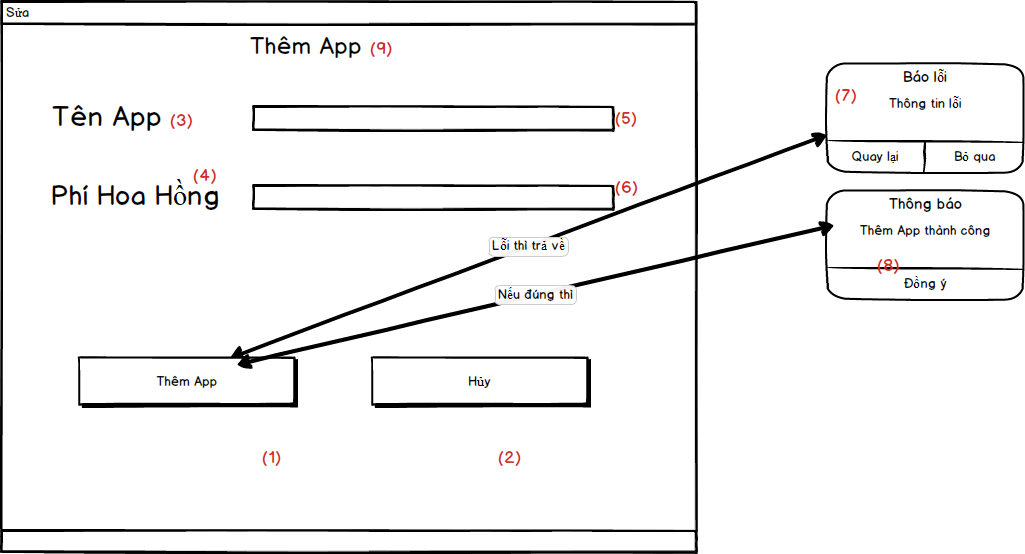 Sửa
Thêm App (9)
Tên App (3)
(5)
(4)
Phí Hoa Hồng
(6)
Lỗi thì trả về
Nếu đúng thì
Thêm App
Hủy
(1)
(2)
Báo lỗi
(7)
Thông tin lỗi
Quay lại
Bỏ qua
Thông báo
Thêm App thành công
(8)
Đồng ý